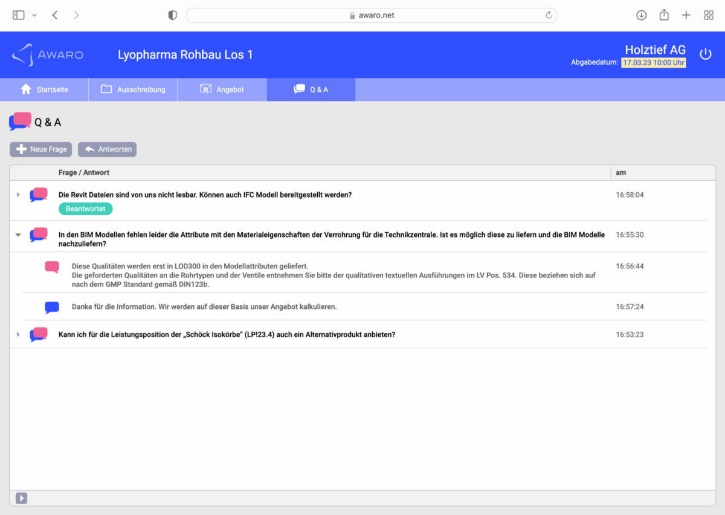 awaro.net
AWARO
Lyopharma Rohbau Los 1
Holztief AG
Abgabedatum: 17.03.23 10:00 Uhr
Startseite
Ausschreibung
Angebot
Q & A
Q & A
Neue Frage
Antworten
Frage / Antwort
am
Die Revit Dateien sind von uns nicht lesbar. Können auch IFC Modell bereitgestellt werden?
16:58:04
Beantwortet
In den BIM Modellen fehlen leider die Attribute mit den Materialeigenschaften der Verrohrung für die Technikzentrale. Ist es möglich diese zu liefern und die BIM Modelle
16:55:30
nachzuliefern?
Diese Qualitäten werden erst in LOD300 in den Modellattributen geliefert.
16:56:44
Die geforderten Qualitäten an die Rohrtypen und der Ventile entnehmen Sie bitte der qualitativen textuellen Ausführungen im LV Pos. 534. Diese beziehen sich auf
nach dem GMP Standard gemäß DIN123b.
Danke für die Information. Wir werden auf dieser Basis unser Angebot kalkulieren.
16:57:24
Kann ich für die Leistungsposition der „Schöck Isokörbe" (LP!23.4) auch ein Alternativprodukt anbieten?
16:53:23